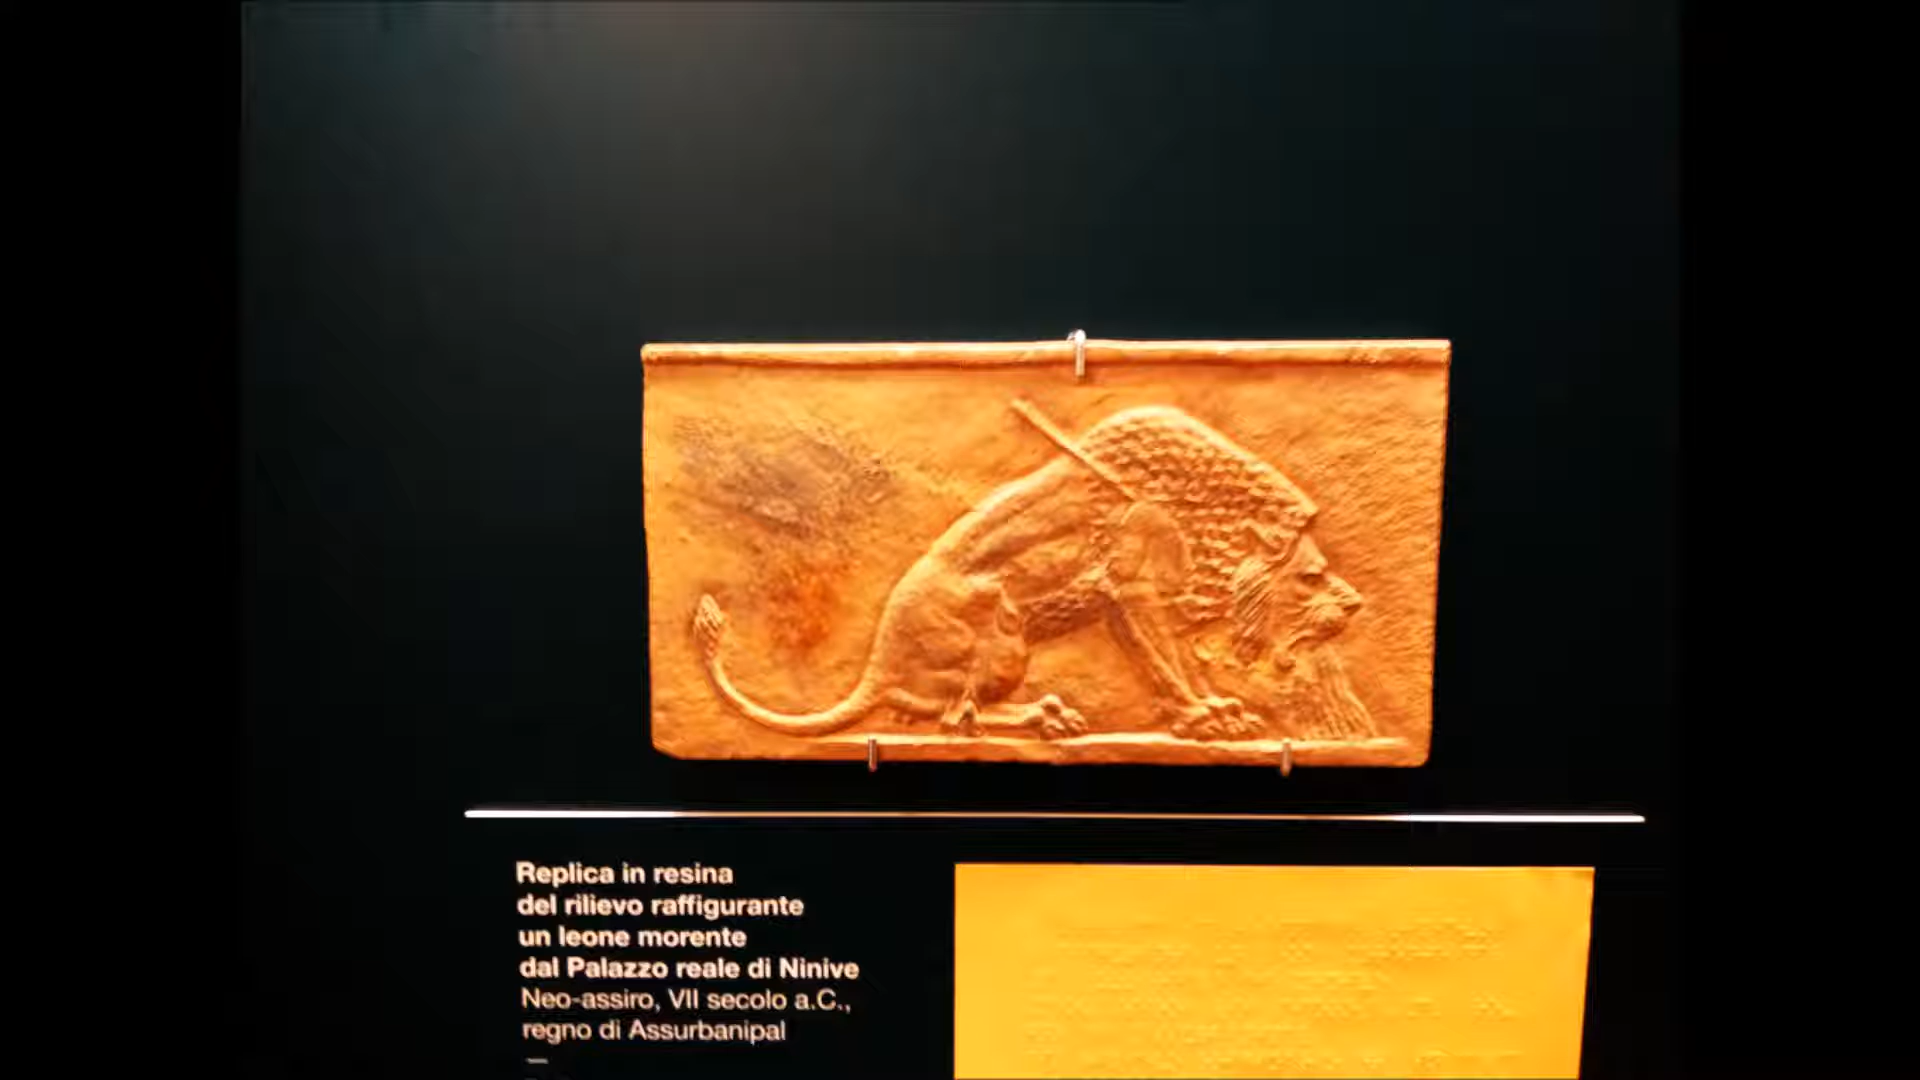 Replica in resina
del rilievo raffigurante
un leone morente
dal Palazzo reale di Ninive
Neo-assiro, VII secolo a.C.,
regno di Assurbanipal